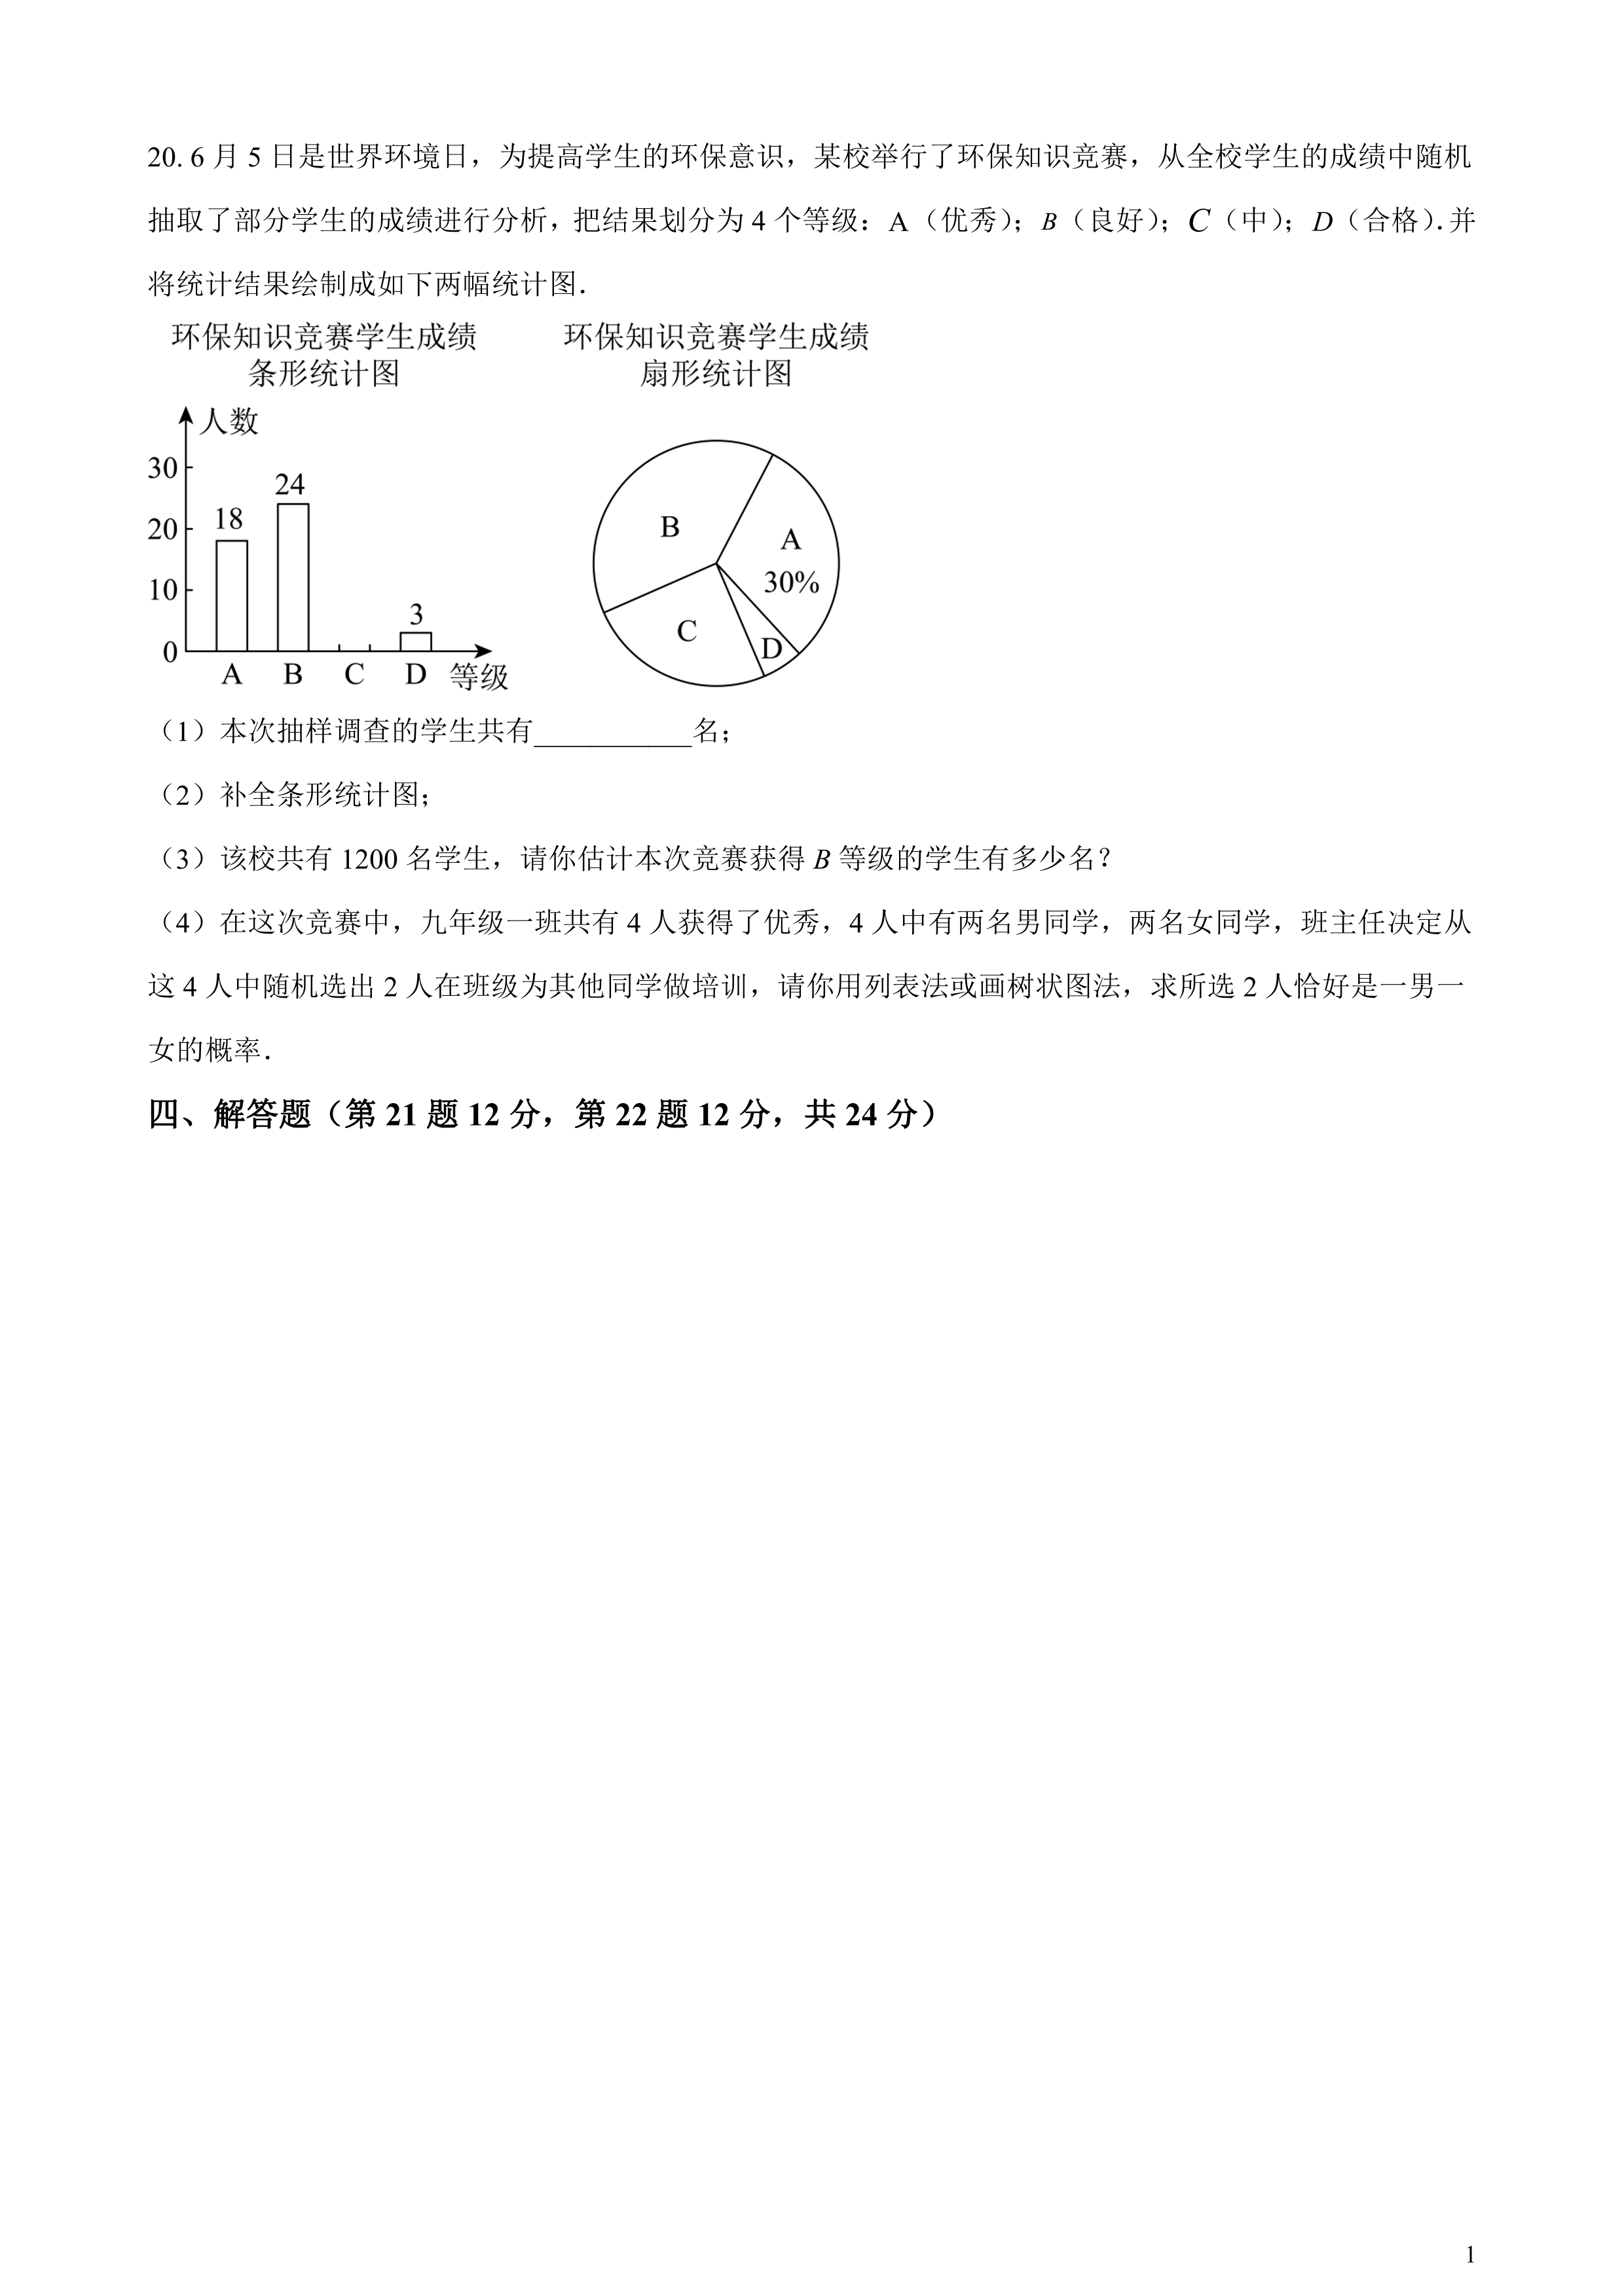 20. 6 月 5 日是世界环境日，为提高学生的环保意识，某校举行了环保知识竞赛，从全校学生的成绩中随机
抽取了部分学生的成绩进行分析，把结果划分为 4 个等级：A（优秀）；B（良好）；C（中）；D（合格）. 并
将统计结果绘制成如下两幅统计图.
环保知识竞赛学生成绩
条形统计图
人数
30
20
10
0
18
24
3
A B C D 等级
环保知识竞赛学生成绩
扇形统计图
B
A
30%
C
D
（1）本次抽样调查的学生共有___________名；
（2）补全条形统计图；
（3）该校共有 1200 名学生，请你估计本次竞赛获得 B 等级的学生有多少名？
（4）在这次竞赛中，九年级一班共有 4 人获得了优秀，4 人中有两名男同学，两名女同学，班主任决定从
这 4 人中随机选出 2 人在班级为其他同学做培训，请你用列表法或画树状图法，求所选 2 人恰好是一男一
女的概率.
四、解答题（第 21 题 12 分，第 22 题 12 分，共 24 分）
1